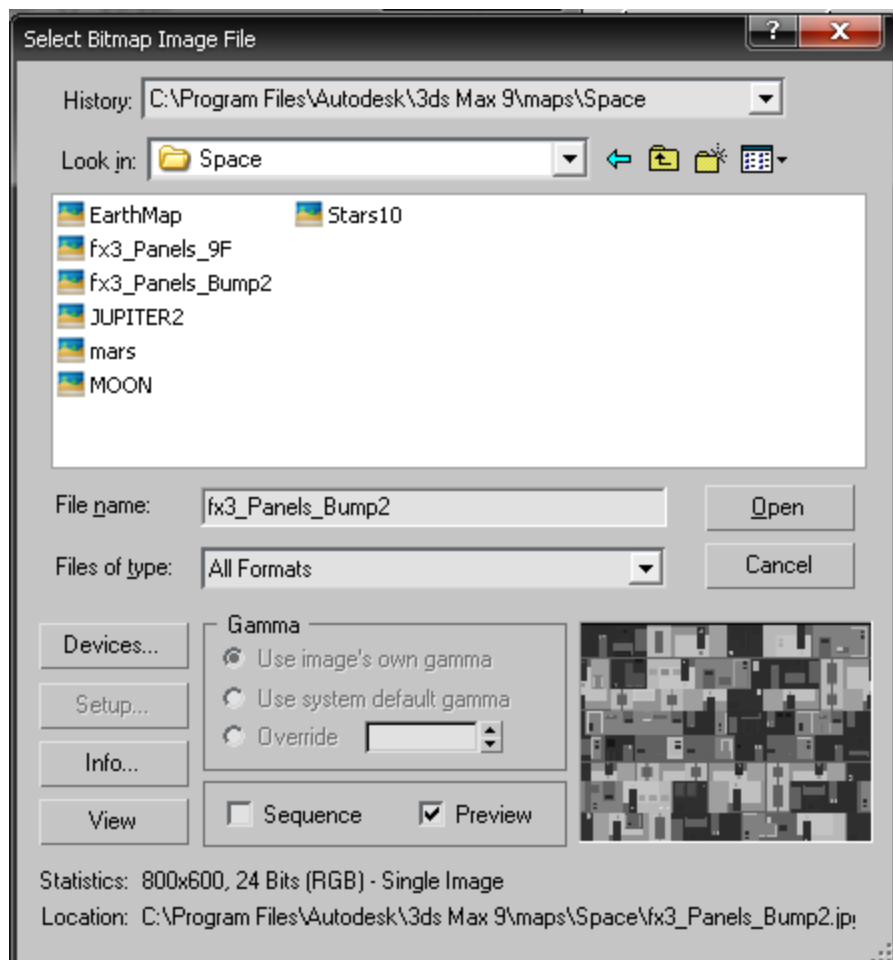 Select Bitmap Image File
?
X
History: C:\Program Files\Autodesk\3ds Max 9\maps\Space
Look in: Space
EarthMap
Stars10
fx3_Panels_9F
fx3_Panels_Bump2
JUPITER2
mars
MOON
File name: fx3_Panels_Bump2
Open
Files of type: All Formats
Cancel
Devices...
Setup...
Info...
View
Gamma
Use image's own gamma
Use system default gamma
Override
Sequence
Preview
Statistics: 800x600, 24 Bits (RGB) - Single Image
Location: C:\Program Files\Autodesk\3ds Max 9\maps\Space\fx3_Panels_Bump2.jp